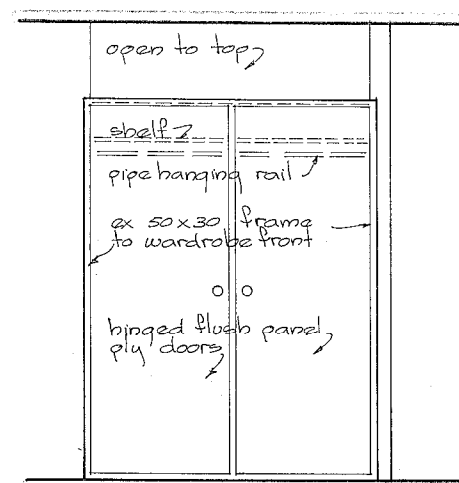 open to top
shelf
pipe hanging rail
ex 50x30 frame
to wardrobe front
hinged flush panel
ply doors